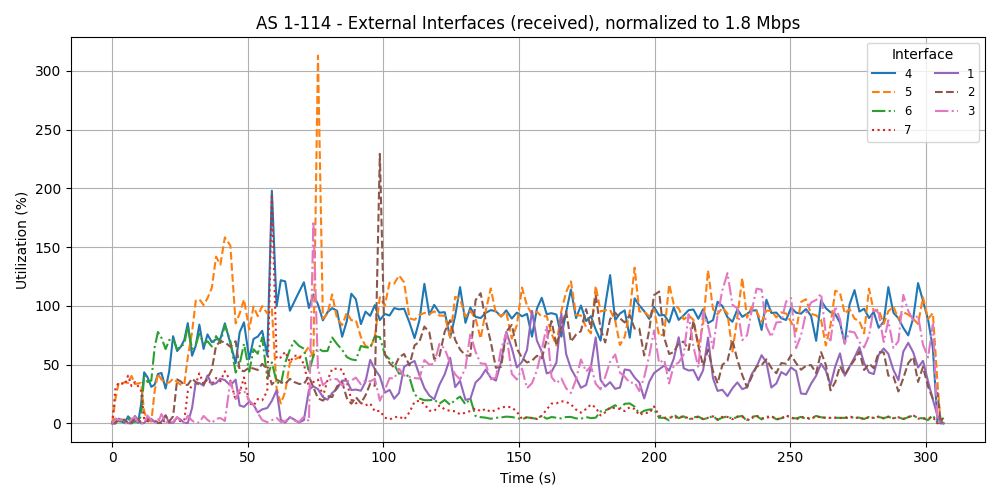 AS 1-114 - External Interfaces (received), normalized to 1.8 Mbps
Utilization (%)
300
250
200
150
100
50
0
0 50 100 150 200 250 300
Time (s)
Interface
4 1
5 2
6 3
7